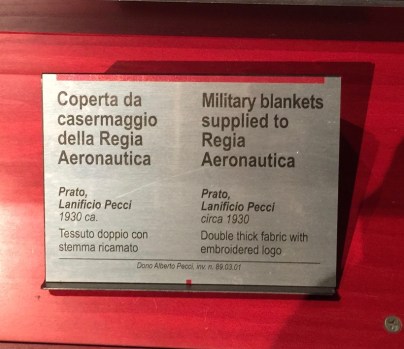 Coperta da
casermaggio
della Regia
Aeronautica
Prato,
Lanificio Pecci
1930 ca.
Tessuto doppio con
stemma ricamato
Military blankets
supplied to
Regia
Aeronautica
Prato,
Lanificio Pecci
circa 1930
Double thick fabric with
embroidered logo
Dono Alberto Pecci, inv. n. 89.03.01